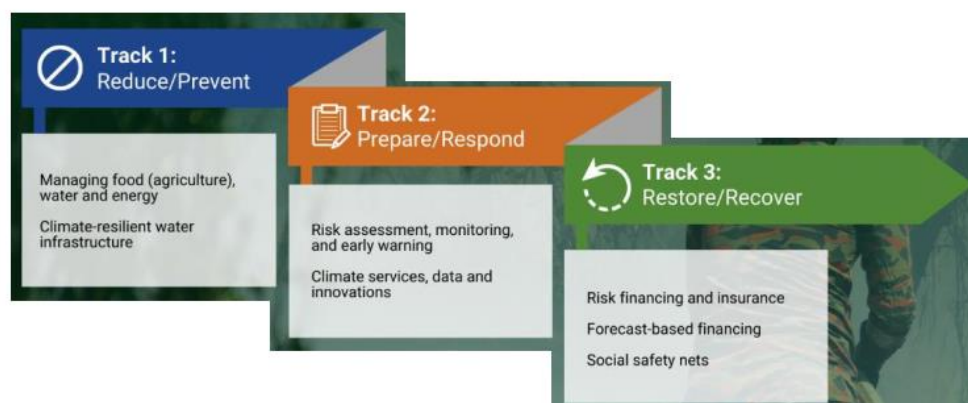 Track 1:
Reduce/Prevent
Managing food (agriculture),
water and energy
Climate-resilient water
infrastructure
Track 2:
Prepare/Respond
Risk assessment, monitoring,
and early warning
Climate services, data and
innovations
Track 3:
Restore/Recover
Risk financing and insurance
Forecast-based financing
Social safety nets